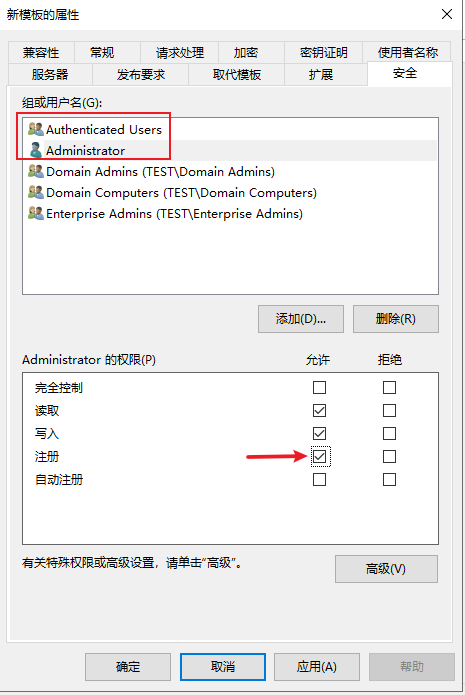 新模板的属性
兼容性 常规 请求处理 加密 密钥证明 使用者名称
服务器 发布要求 取代模板 扩展 安全
组或用户名(G):
Authenticated Users
Administrator
Domain Admins (TEST\Domain Admins)
Domain Computers (TEST\Domain Computers)
Enterprise Admins (TEST\Enterprise Admins)
添加(D)... 删除(R)
Administrator 的权限(P) 允许 拒绝
完全控制
读取
写入
注册
自动注册
有关特殊权限或高级设置，请单击“高级”。
高级(V)
确定 取消 应用(A) 帮助